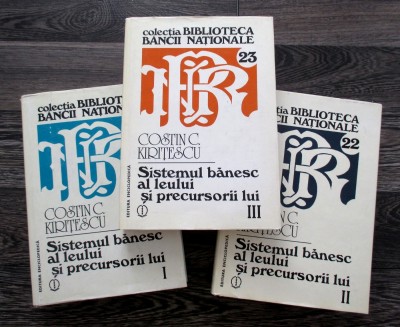 colecția BIBLIOTECA
BĂNCII NAȚIONALE
23
COSTIN C.
KIRIȚESCU
Sistemul bănesc
al leului
și precursorii lui
III
EDITURA ENCICLOPEDICĂ
colecția BIBLIOTECA
BĂNCII NAȚIONALE
COSTIN C.
KIRIȚESCU
Sistemul bănesc
al leului
și precursorii lui
I
EDITURA ENCICLOPEDICĂ
BIBLIOTECA
NAȚIONALE
22
C.
Sistemul bănesc
al leului
și precursorii lui
II
EDITURA ENCICLOPEDICĂ